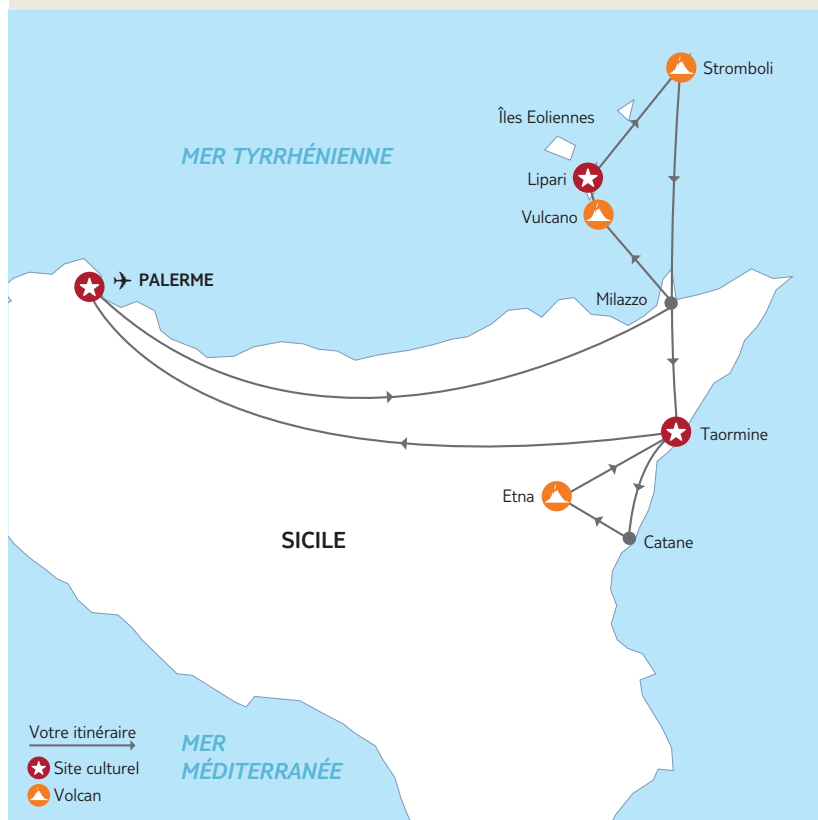 Stromboli
Îles Eoliennes
MER TYRRHÉNIENNE
Lipari
Vulcano
PALERME
Milazzo
Taormine
Etna
SICILE
Catane
Votre itinéraire
Site culturel
Volcan
MER
MÉDITERRANÉE